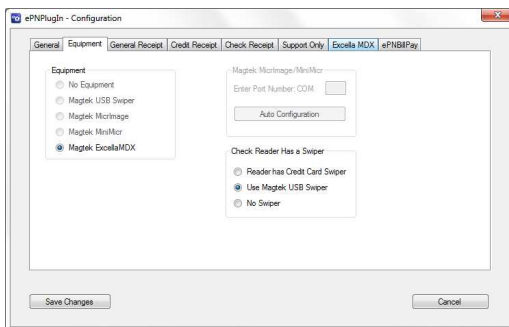 ePNPlugIn - Configuration
General Equipment General Receipt Credit Receipt Check Receipt Support Only Excella MDX ePNBillPay
Equipment
No Equipment
Magtek USB Swiper
Magtek MicrImage
Magtek MiniMicr
Magtek ExcellaMDX
Magtek MicrImage/MiniMicr
Enter Port Number: COM
Auto Configuration
Check Reader Has a Swiper
Reader has Credit Card Swiper
Use Magtek USB Swiper
No Swiper
Save Changes Cancel